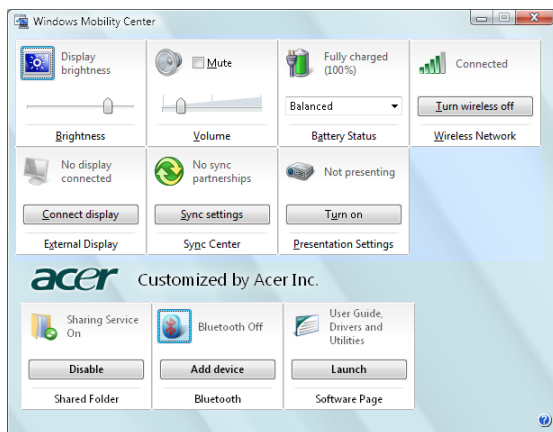 Windows Mobility Center
Display
brightness
Brightness
Mute
Volume
Fully charged
(100%)
Balanced
Battery Status
Connected
Turn wireless off
Wireless Network
No display
connected
Connect display
External Display
No sync
partnerships
Sync settings
Sync Center
Not presenting
Turn on
Presentation Settings
acer Customized by Acer Inc.
Sharing Service
On
Disable
Shared Folder
Bluetooth Off
Add device
Bluetooth
User Guide,
Drivers and
Utilities
Launch
Software Page